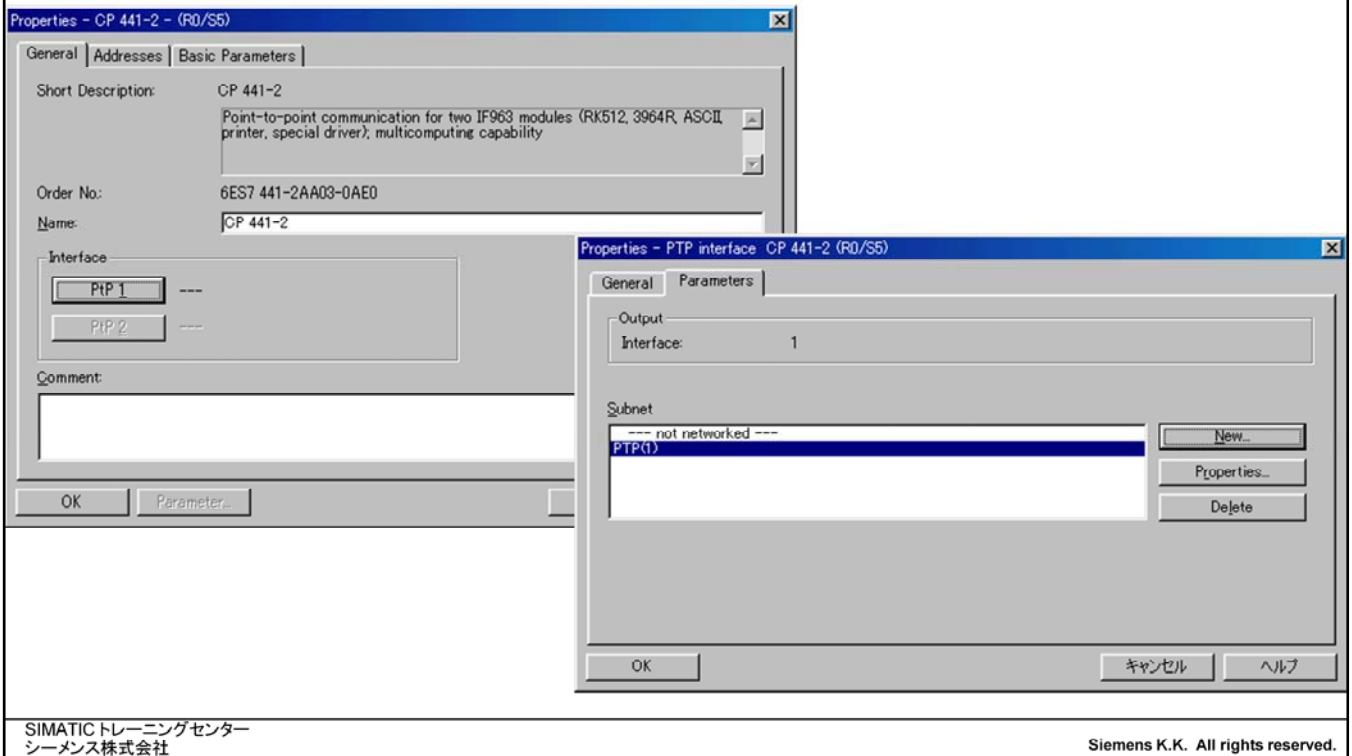 Properties - CP 441-2 - (R0/S5)
General Addresses Basic Parameters
Short Description: CP 441-2
Point-to-point communication for two IF963 modules (RK512, 3964R, ASCII,
printer, special driver); multicomputing capability
Order No.: 6ES7 441-2AA03-0AE0
Name: CP 441-2
Interface
PtP 1 ---
PtP 2 ---
Comment:
OK Parameter...
Properties - PTP interface CP 441-2 (R0/S5)
General Parameters
Output
Interface: 1
Subnet
--- not networked ---
PTP(1)
New...
Properties...
Delete
OK キャンセル ヘルプ
SIMATIC トレーニングセンター
シーメンス株式会社
Siemens K.K. All rights reserved.